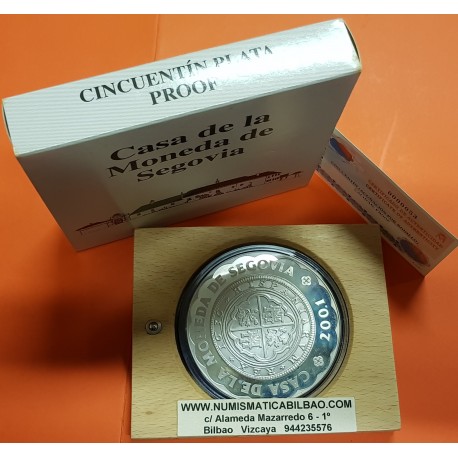 CINCUENTÍN PLATA
PROOF
Casa de la
Moneda de
Segovia
CASA DE LA MONEDA DE SEGOVIA
2001
WWW.NUMISMATICABILBAO.COM
c/ Alameda Mazarredo 6 - 1º
Bilbao Vizcaya 944235576